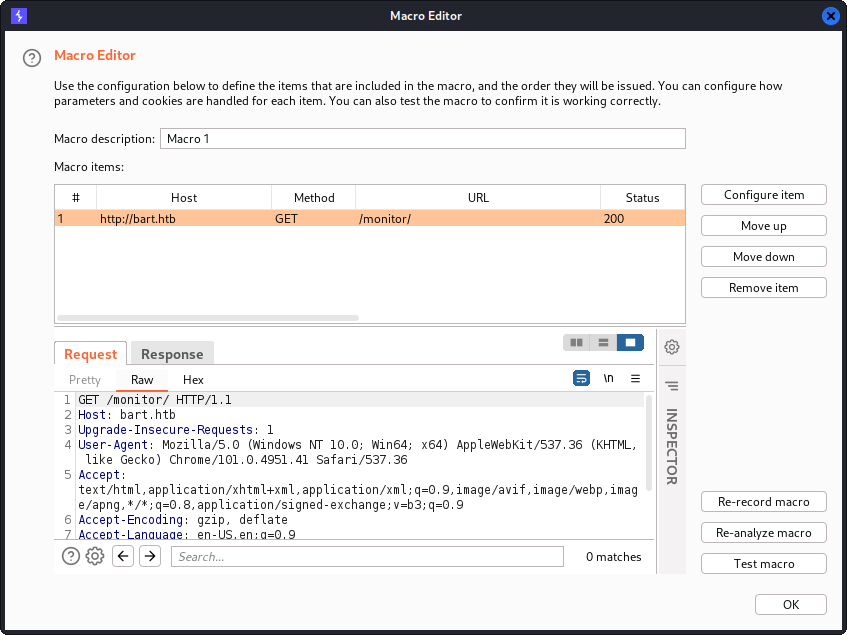 Macro Editor
Macro Editor
Use the configuration below to define the items that are included in the macro, and the order they will be issued. You can configure how
parameters and cookies are handled for each item. You can also test the macro to confirm it is working correctly.
Macro description: Macro 1
Macro items:
# Host Method URL Status
1 http://bart.htb GET /monitor/ 200
Configure item
Move up
Move down
Remove item
Request Response
Pretty Raw Hex \n
1 GET /monitor/ HTTP/1.1
2 Host: bart.htb
3 Upgrade-Insecure-Requests: 1
4 User-Agent: Mozilla/5.0 (Windows NT 10.0; Win64; x64) AppleWebKit/537.36 (KHTML,
like Gecko) Chrome/101.0.4951.41 Safari/537.36
5 Accept:
text/html,application/xhtml+xml,application/xml;q=0.9,image/avif,image/webp,imag
e/apng,*/*;q=0.8,application/signed-exchange;v=b3;q=0.9
6 Accept-Encoding: gzip, deflate
7 Accept-Language: en-US,en;q=0.9
Search... 0 matches
INSPECTOR
Re-record macro
Re-analyze macro
Test macro
OK